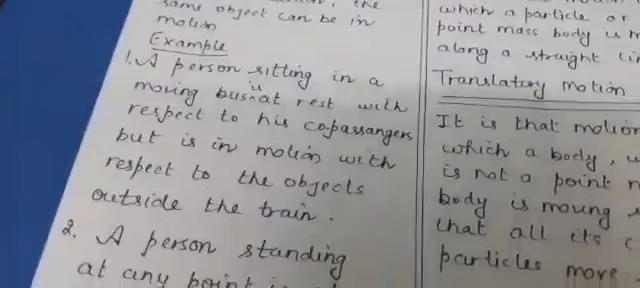 same object can be in
motion
Example
1. A person sitting in a
moving bus is at rest with
respect to his copassangers
but is in motion with
respect to the objects
outside the train.
2. A person standing
at any point
which a particle or
point mass body is
along a straight
Translatory motion
It is that motion
which a body,
is not a point
body is moving
that all its
particles more